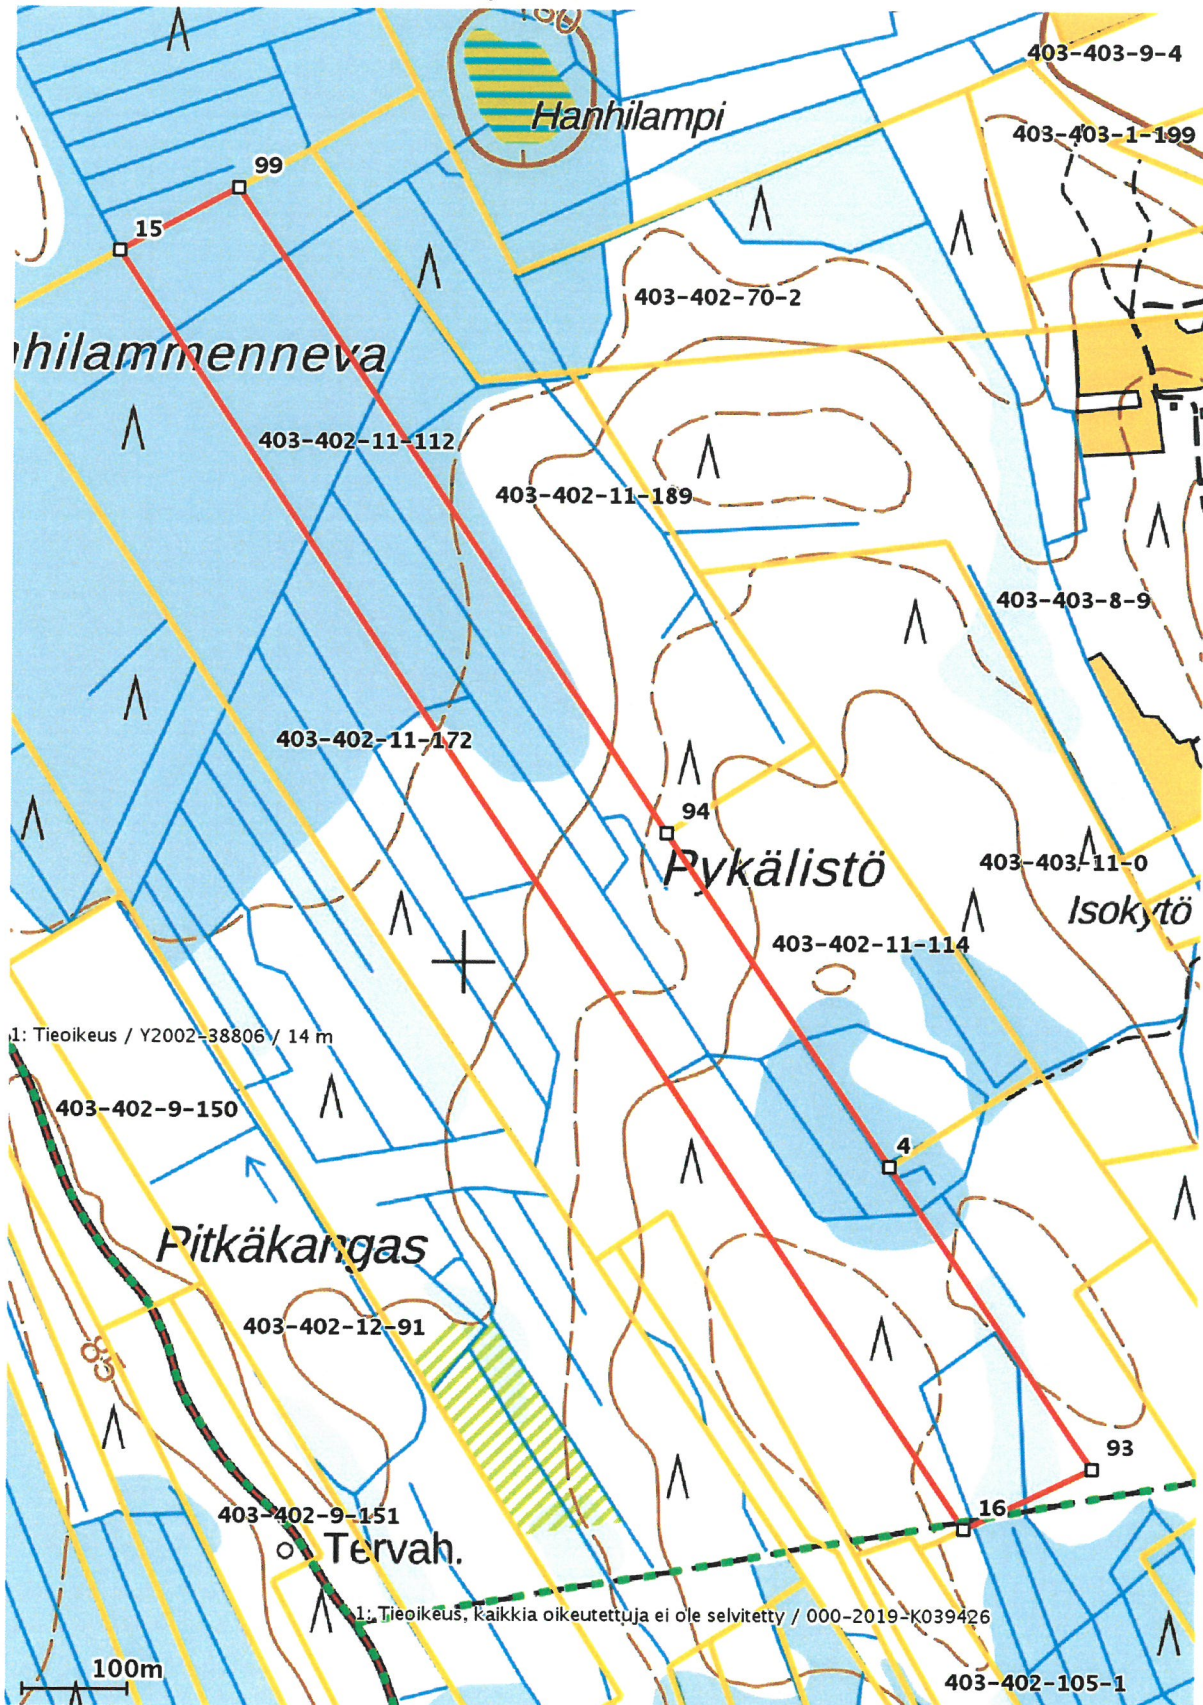 403-403-9-4
Hanhilampi
403-403-1-199
99
15
403-402-70-2
hilammenneva
403-402-11-112
403-402-11-189
403-403-8-9
403-402-11-172
94
Pykälistö
403-403-11-0
Isokytö
403-402-11-114
1: Tieoikeus / Y2002-38806 / 14 m
403-402-9-150
4
Pitkäkangas
403-402-12-91
85
93
16
403-402-9-151
Tervah.
1: Tieoikeus, kaikkia oikeutettuja ei ole selvitetty / 000-2019-K039426
100m
403-402-105-1